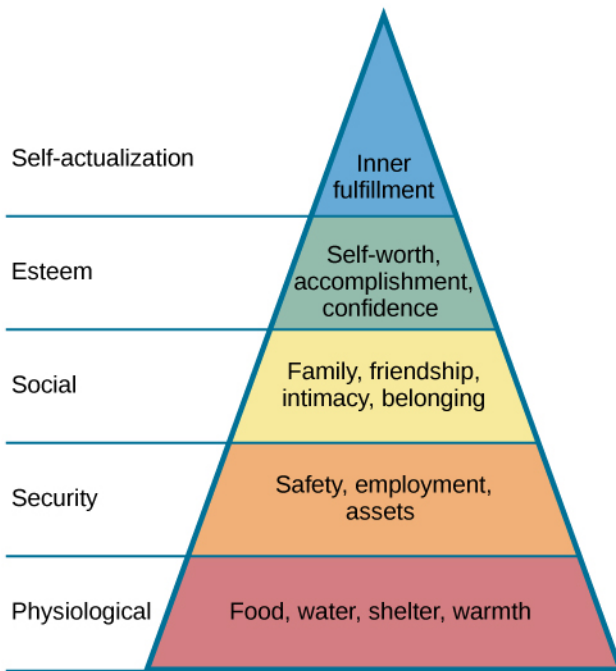 Self-actualization
Inner
fulfillment
Esteem
Self-worth,
accomplishment,
confidence
Social
Family, friendship,
intimacy, belonging
Security
Safety, employment,
assets
Physiological
Food, water, shelter, warmth